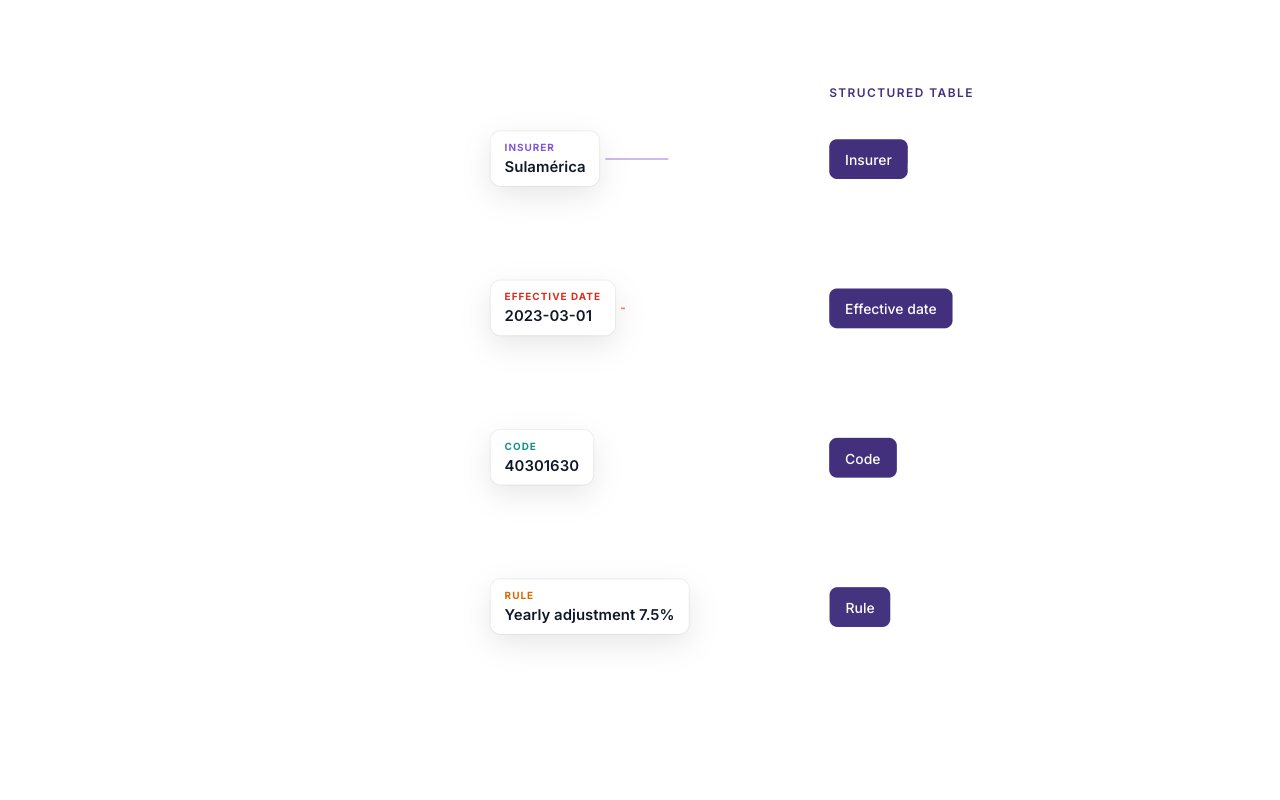 STRUCTURED TABLE
INSURER
Sulamérica
Insurer
EFFECTIVE DATE
2023-03-01
Effective date
CODE
40301630
Code
RULE
Yearly adjustment 7.5%
Rule